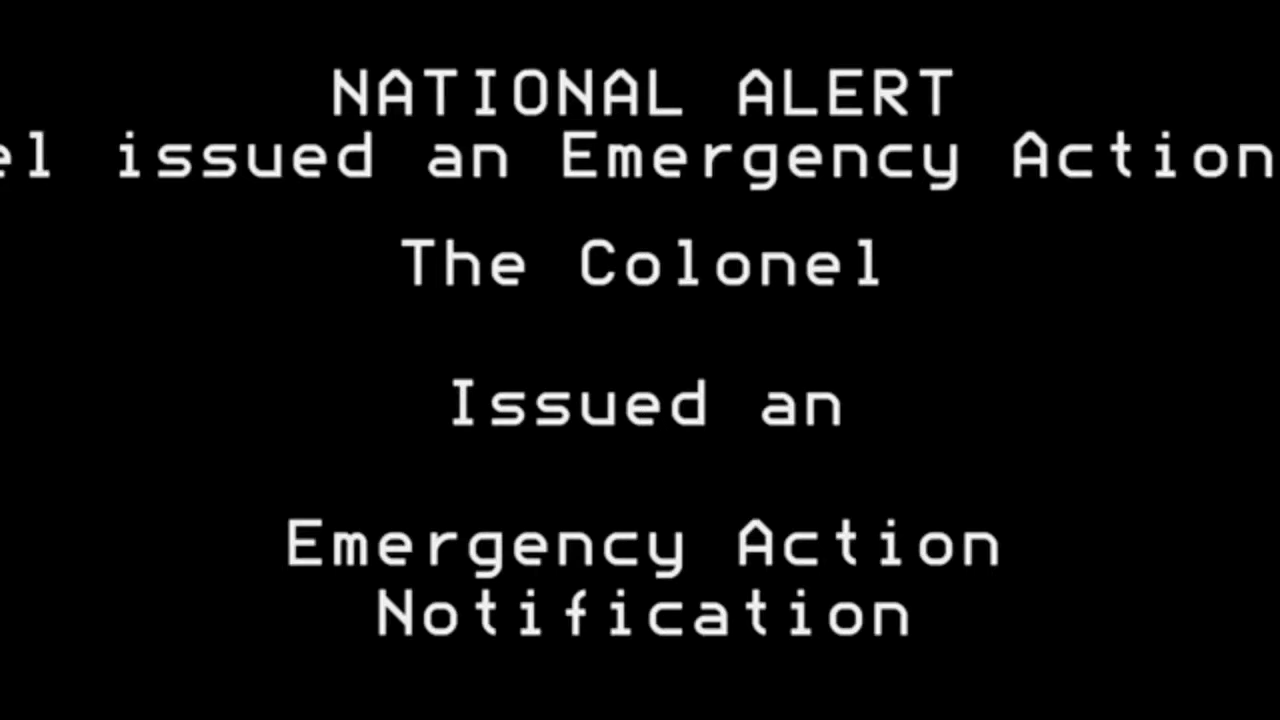 NATIONAL ALERT
el issued an Emergency Action
The Colonel
Issued an
Emergency Action
Notification